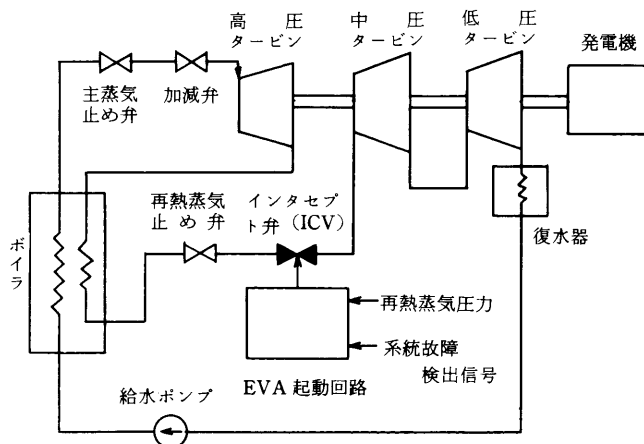 高圧
タービン
中圧
タービン
低圧
タービン
発電機
主蒸気
止め弁
加減弁
再熱蒸気
止め弁
インタセプ
ト弁(ICV)
ボイラ
復水器
再熱蒸気圧力
系統故障
検出信号
EVA起動回路
給水ポンプ